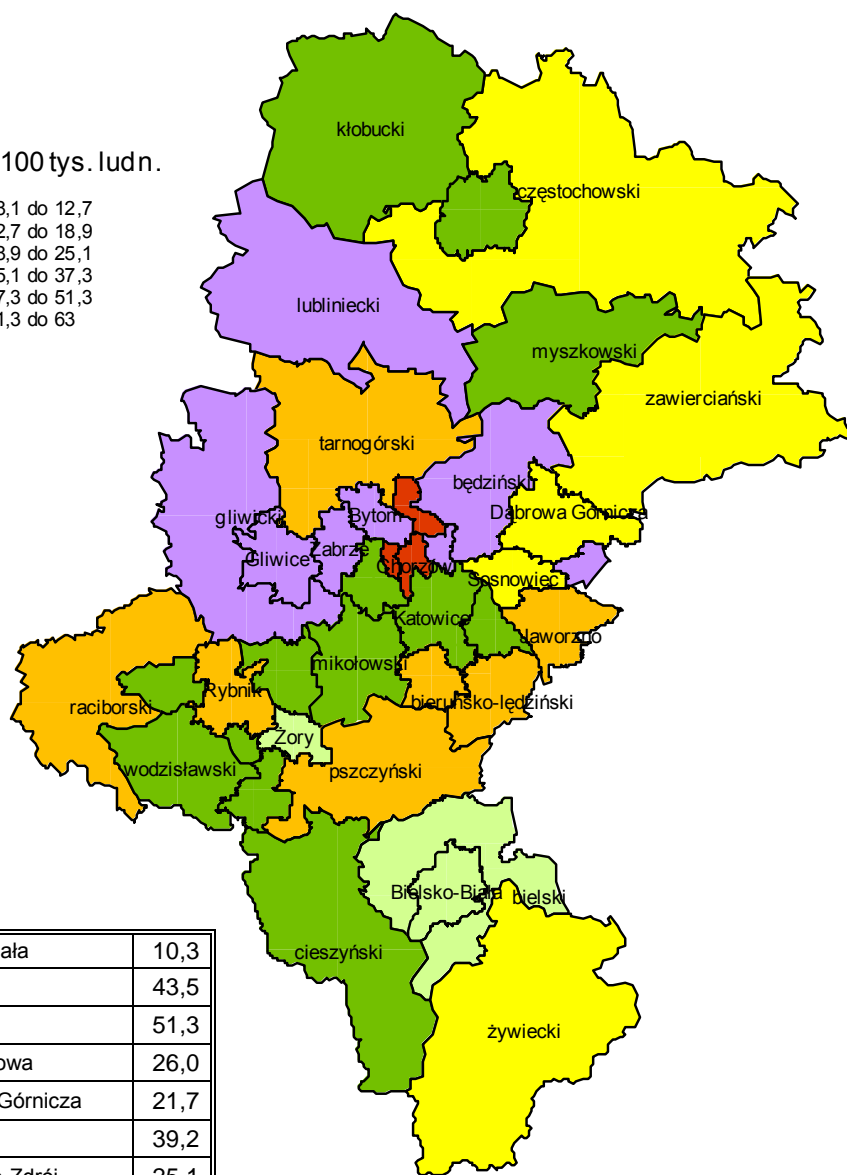 100 tys. ludn.
8,1 do 12,7
2,7 do 18,9
8,9 do 25,1
5,1 do 37,3
7,3 do 51,3
1,3 do 63
kłobucki
częstochowski
lubliniecki
myszkowski
zawierciański
tarnogórski
będziński
gliwicki
Bytom
Dąbrowa Górnicza
Gliwice
Zabrze
Chorzów
Sosnowiec
Katowice
Jaworzno
mikołowski
raciborski
Rybnik
bieruńsko-lędziński
Żory
wodzisławski
pszczyński
Bielsko-Biała
bielski
cieszyński
żywiecki
ała 10,3
43,5
51,3
owa 26,0
Górnicza 21,7
39,2
Zdrój 25,1